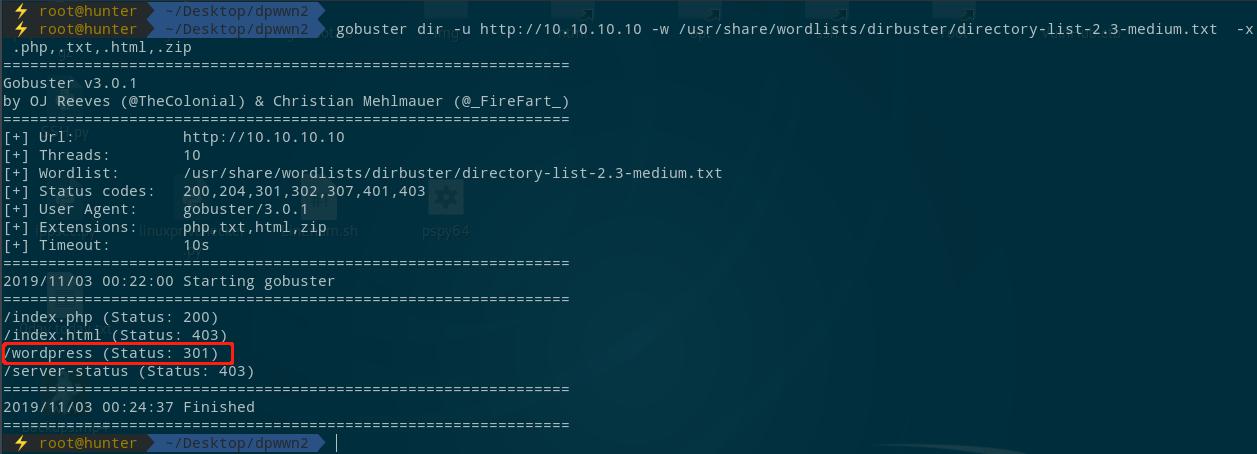 root@hunter ~/Desktop/dpwwn2
root@hunter ~/Desktop/dpwwn2 gobuster dir -u http://10.10.10.10 -w /usr/share/wordlists/dirbuster/directory-list-2.3-medium.txt -x
.php,.txt,.html,.zip
===============================================================
Gobuster v3.0.1
by OJ Reeves (@TheColonial) & Christian Mehlmauer (@_FireFart_)
===============================================================
[+] Url: http://10.10.10.10
[+] Threads: 10
[+] Wordlist: /usr/share/wordlists/dirbuster/directory-list-2.3-medium.txt
[+] Status codes: 200,204,301,302,307,401,403
[+] User Agent: gobuster/3.0.1
[+] Extensions: php,txt,html,zip
[+] Timeout: 10s
===============================================================
2019/11/03 00:22:00 Starting gobuster
===============================================================
/index.php (Status: 200)
/index.html (Status: 403)
/wordpress (Status: 301)
/server-status (Status: 403)
===============================================================
2019/11/03 00:24:37 Finished
===============================================================
root@hunter ~/Desktop/dpwwn2
pspy64